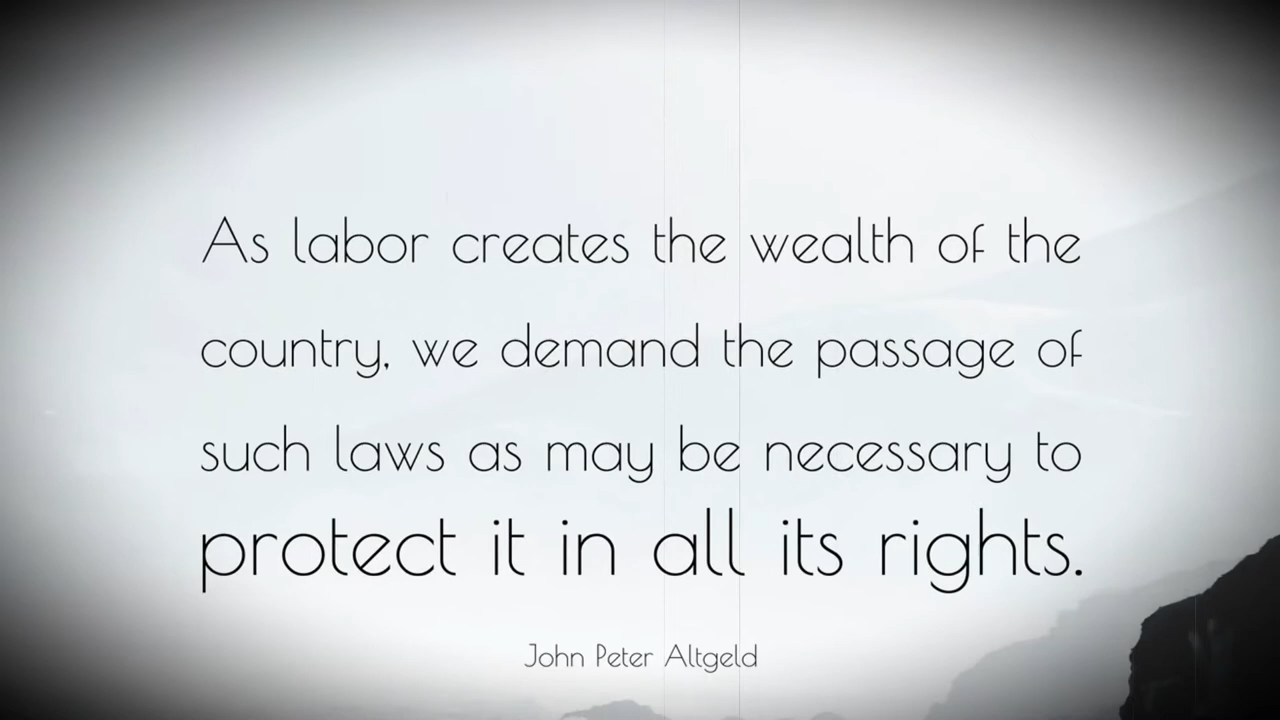 As labor creates the wealth of the
country, we demand the passage of
such laws as may be necessary to
protect it in all its rights.
John Peter Altgeld